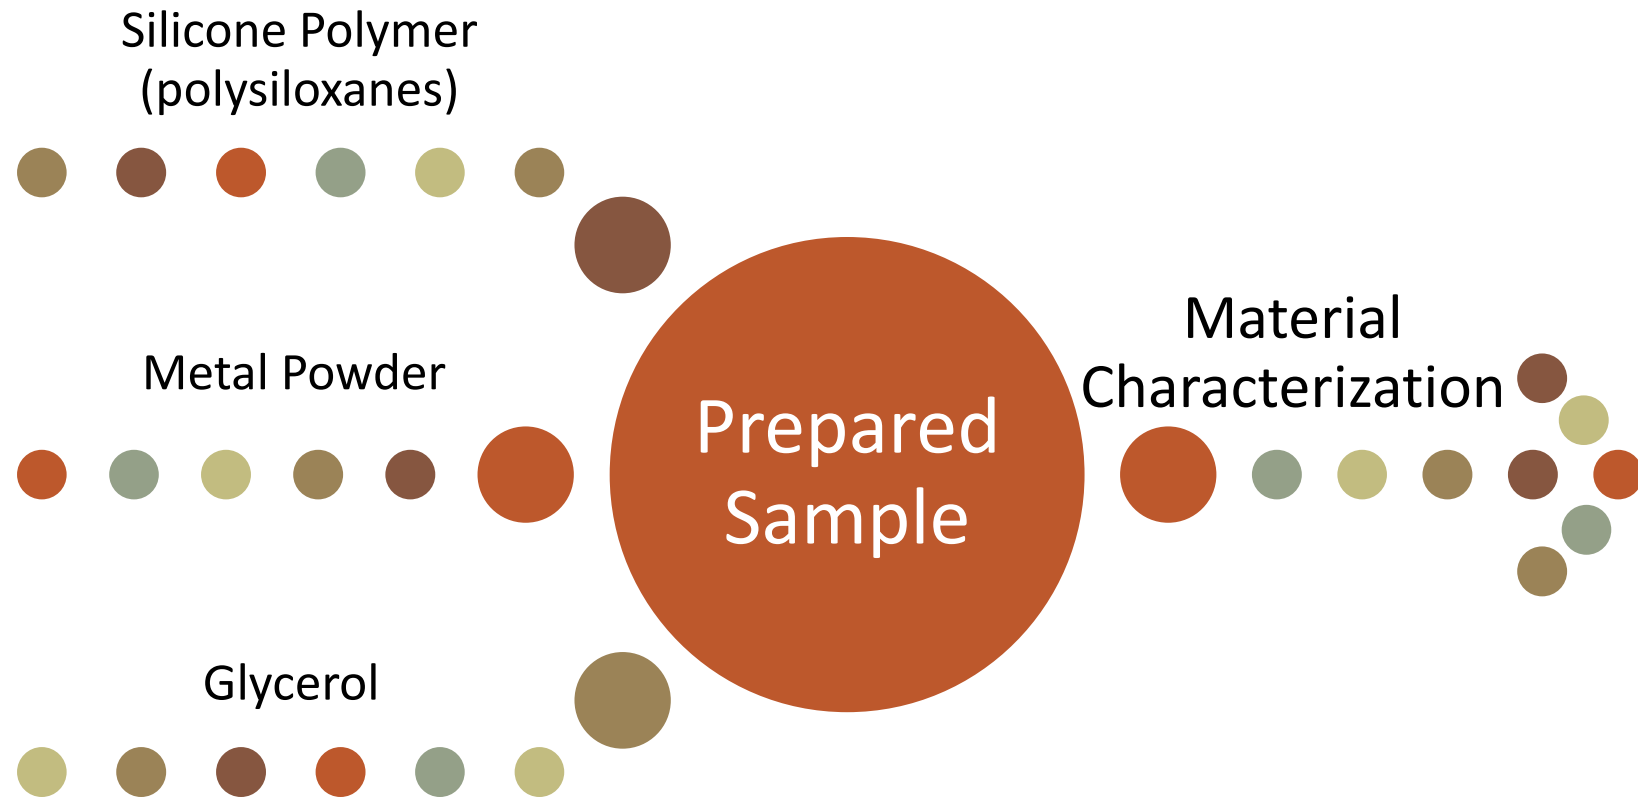 Silicone Polymer
(polysiloxanes)
Metal Powder
Glycerol
Prepared
Sample
Material
Characterization